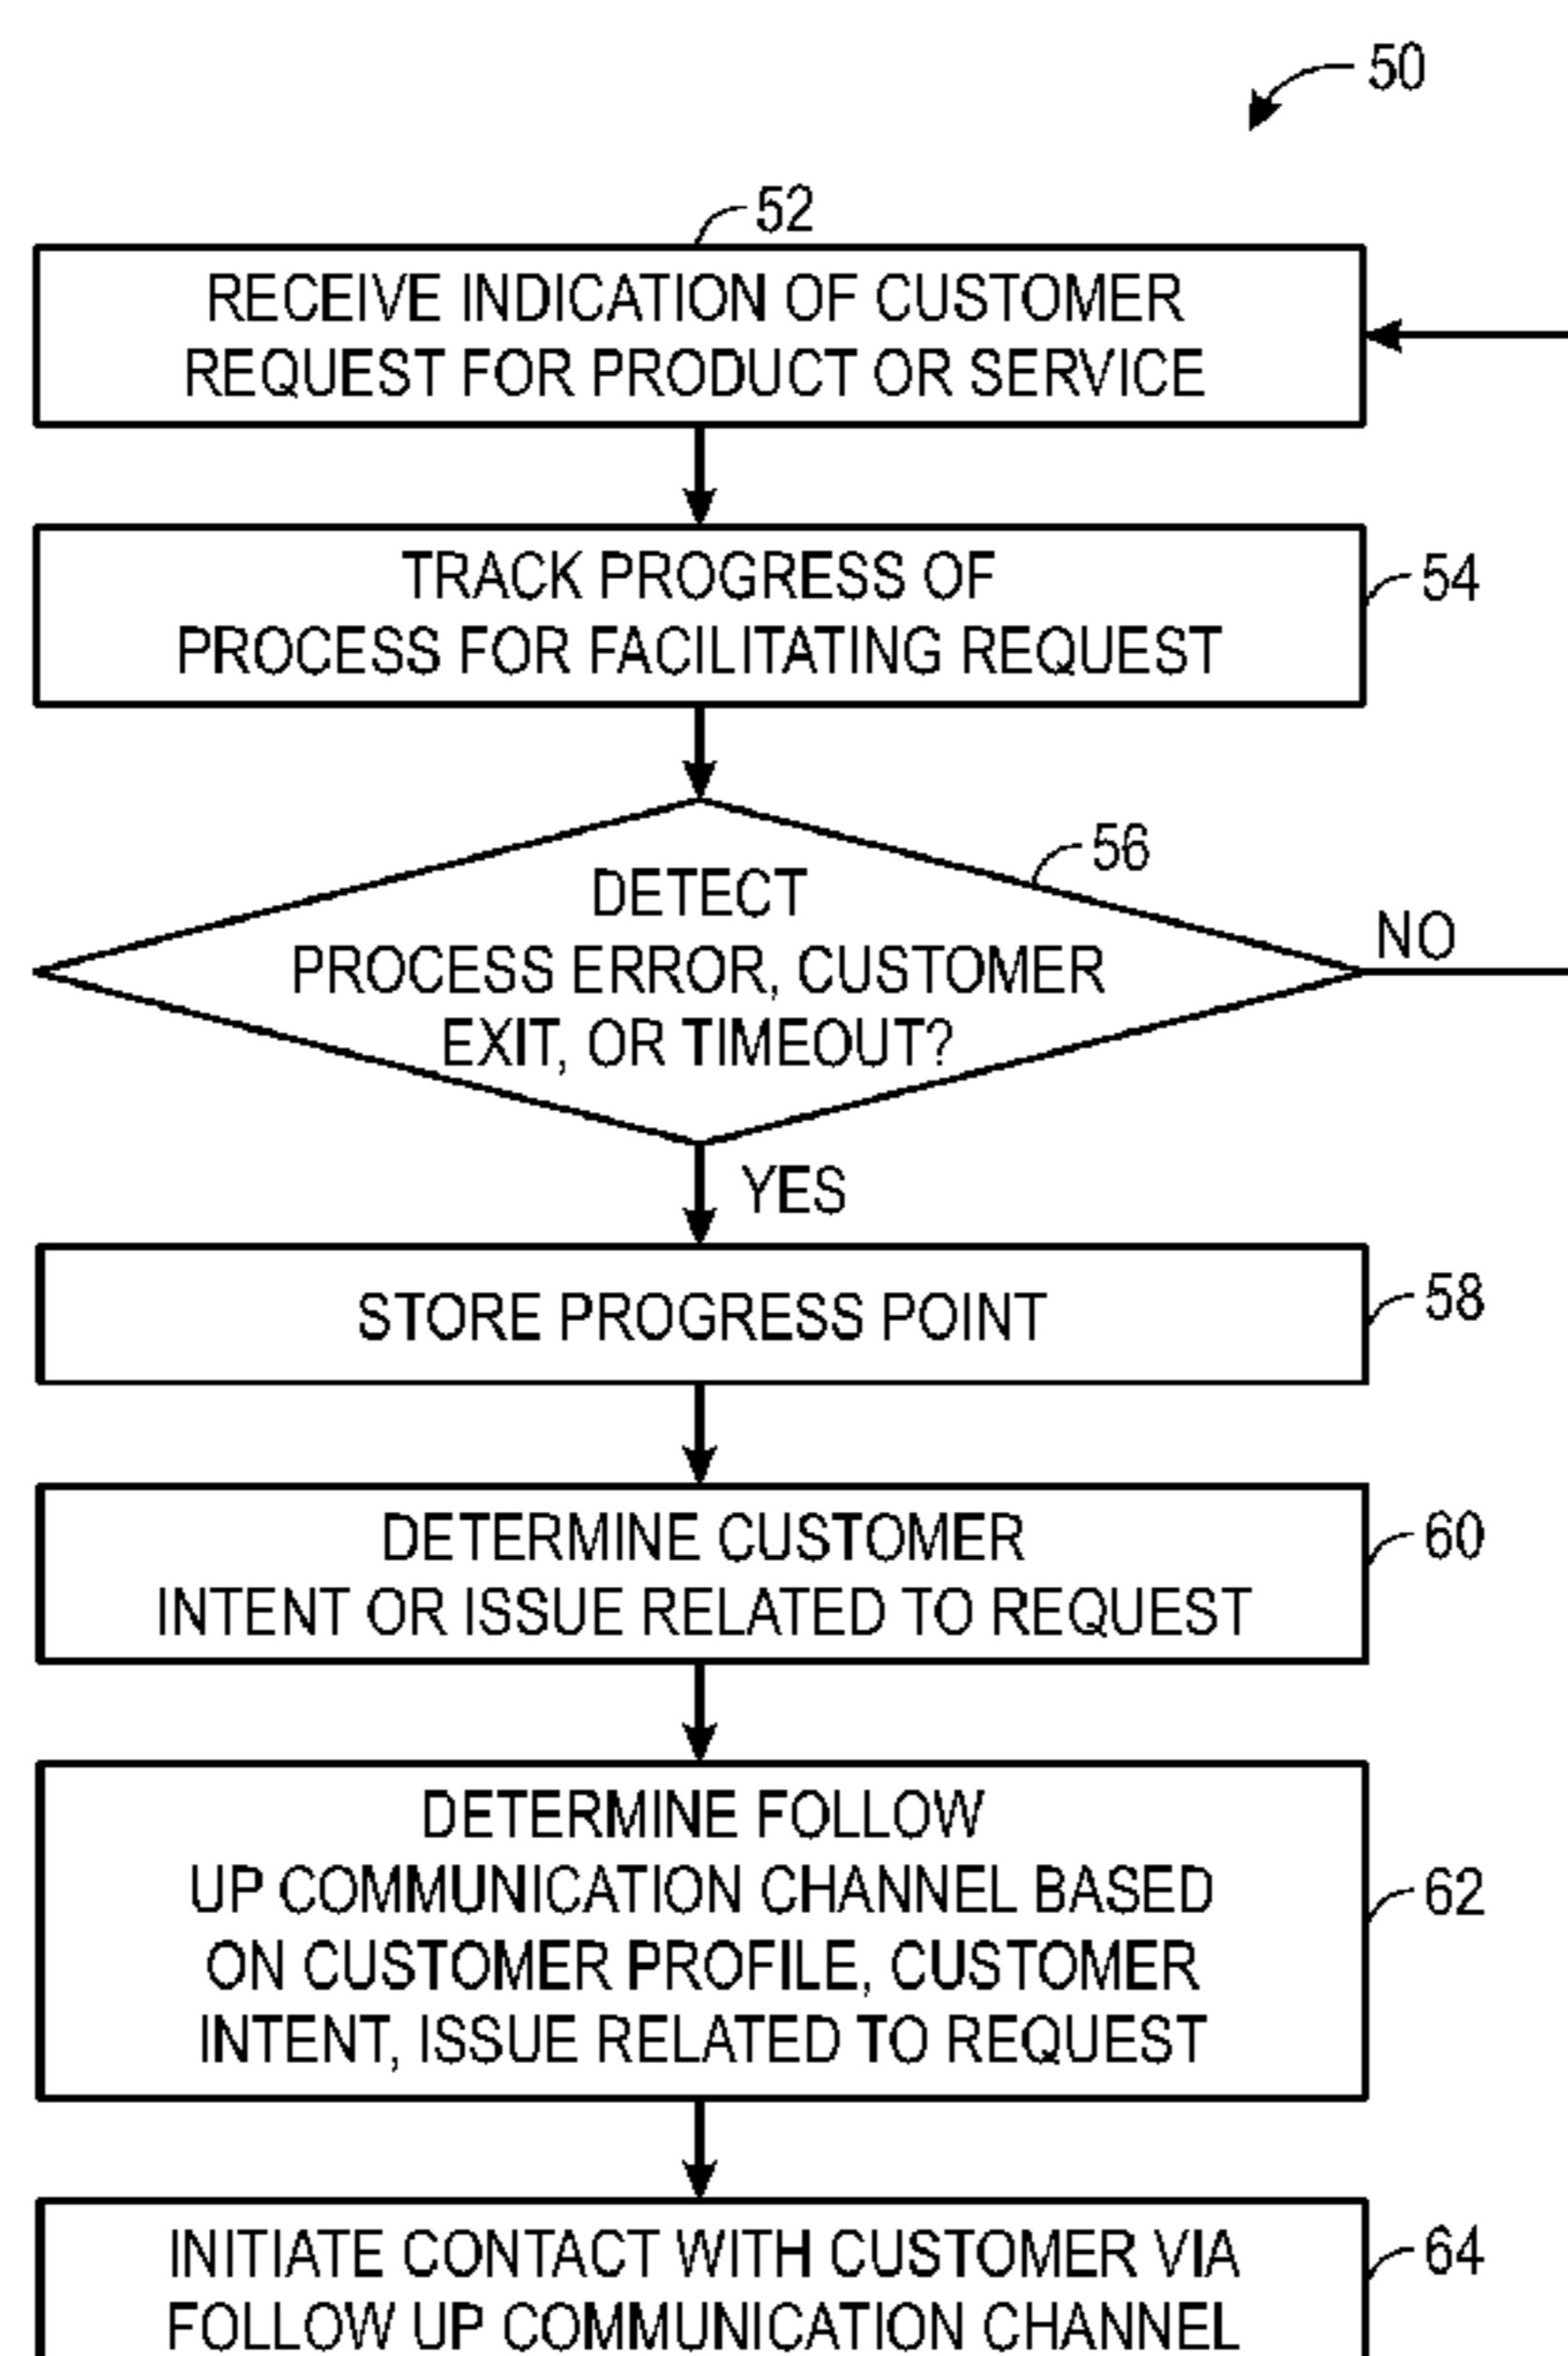 50
52
RECEIVE INDICATION OF CUSTOMER
REQUEST FOR PRODUCT OR SERVICE
TRACK PROGRESS OF
PROCESS FOR FACILITATING REQUEST
54
56
DETECT
PROCESS ERROR, CUSTOMER
EXIT, OR TIMEOUT?
NO
YES
STORE PROGRESS POINT
58
DETERMINE CUSTOMER
INTENT OR ISSUE RELATED TO REQUEST
60
DETERMINE FOLLOW
UP COMMUNICATION CHANNEL BASED
ON CUSTOMER PROFILE, CUSTOMER
INTENT, ISSUE RELATED TO REQUEST
62
INITIATE CONTACT WITH CUSTOMER VIA
FOLLOW UP COMMUNICATION CHANNEL
64